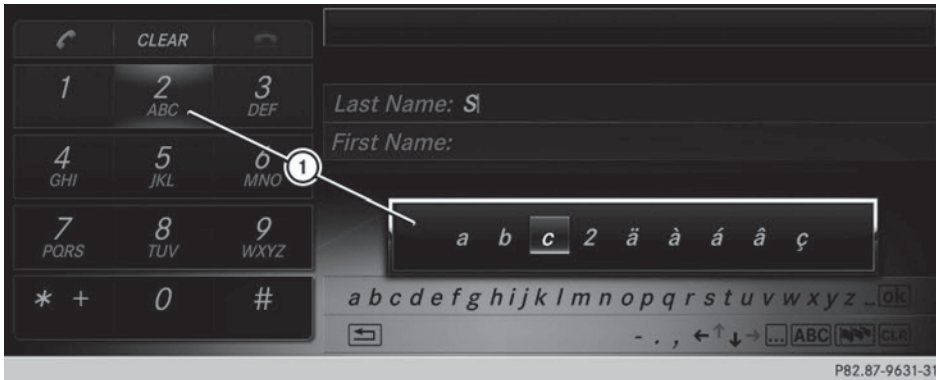 CLEAR
1 2 3
ABC DEF
4 5 6
GHI JKL MNO
7 8 9
PQRS TUV WXYZ
* + 0 #
Last Name: S
First Name:
1
a b c 2 ä à á â ç
a b c d e f g h i j k l m n o p q r s t u v w x y z _ ok
- . , ←↑↓→ ... ABC CLR
P82.87-9631-31